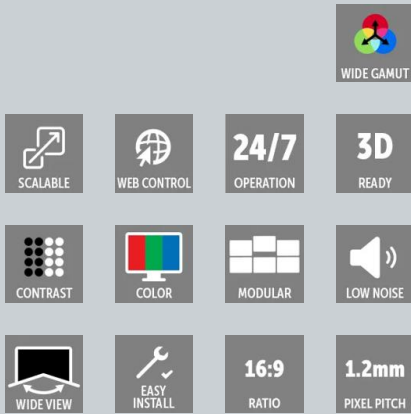 WIDE GAMUT
SCALABLE
WEB CONTROL
24/7
OPERATION
3D
READY
CONTRAST
COLOR
MODULAR
LOW NOISE
WIDE VIEW
EASY
INSTALL
16:9
RATIO
1.2mm
PIXEL PITCH